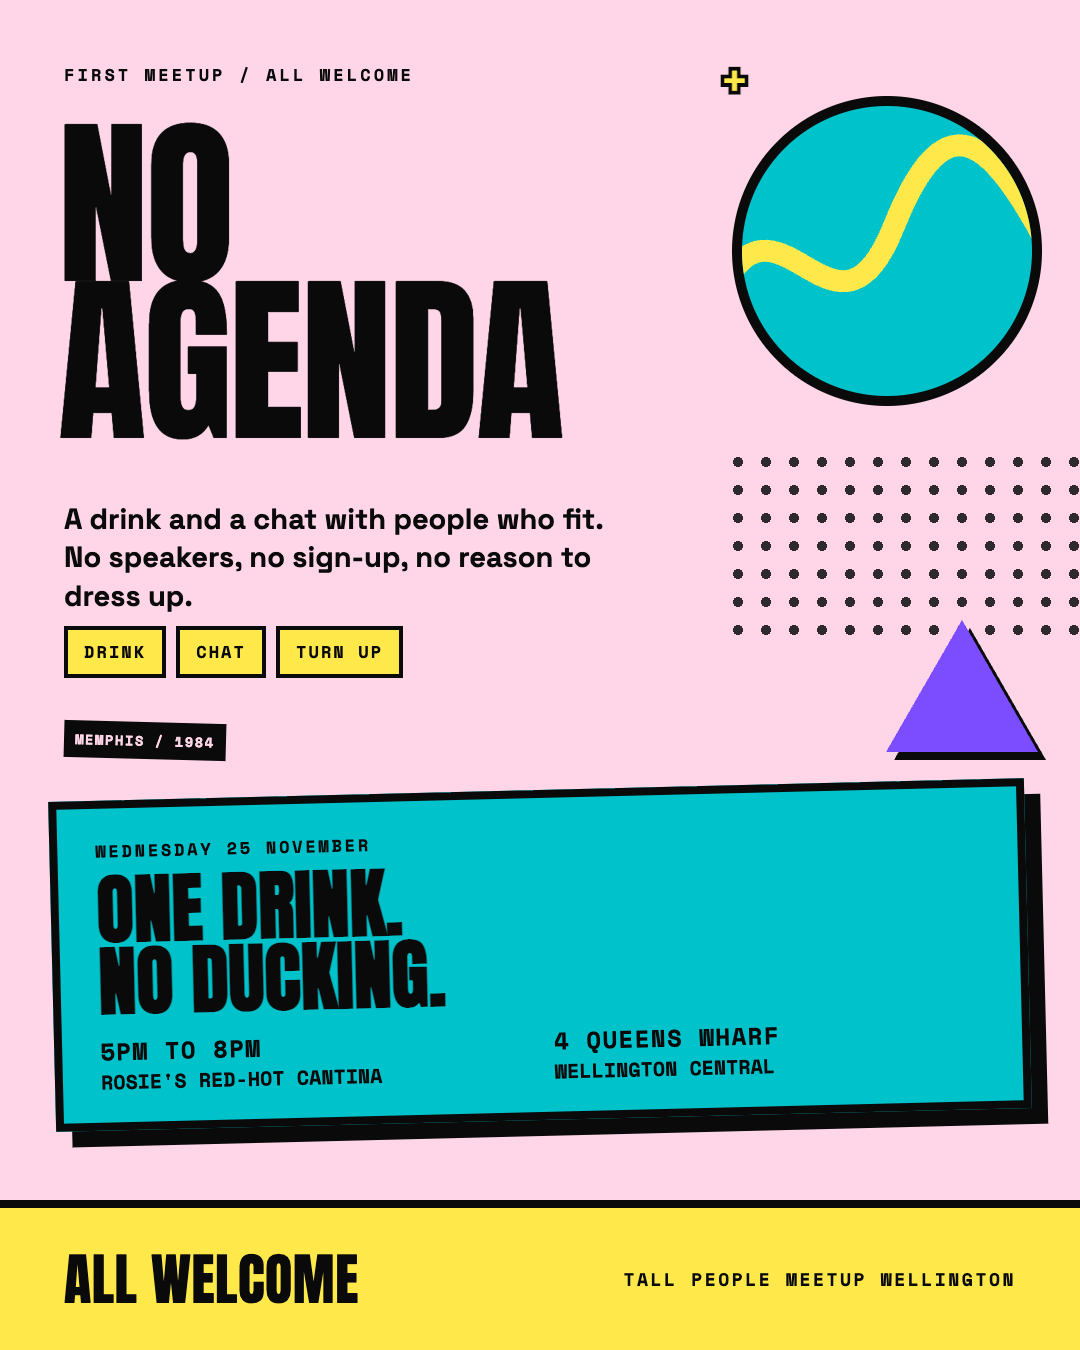 FIRST MEETUP / ALL WELCOME
NO
AGENDA
A drink and a chat with people who fit.
No speakers, no sign-up, no reason to
dress up.
DRINK
CHAT
TURN UP
MEMPHIS / 1984
WEDNESDAY 25 NOVEMBER
ONE DRINK.
NO DUCKING.
5PM TO 8PM
ROSIE'S RED-HOT CANTINA
4 QUEENS WHARF
WELLINGTON CENTRAL
ALL WELCOME
TALL PEOPLE MEETUP WELLINGTON